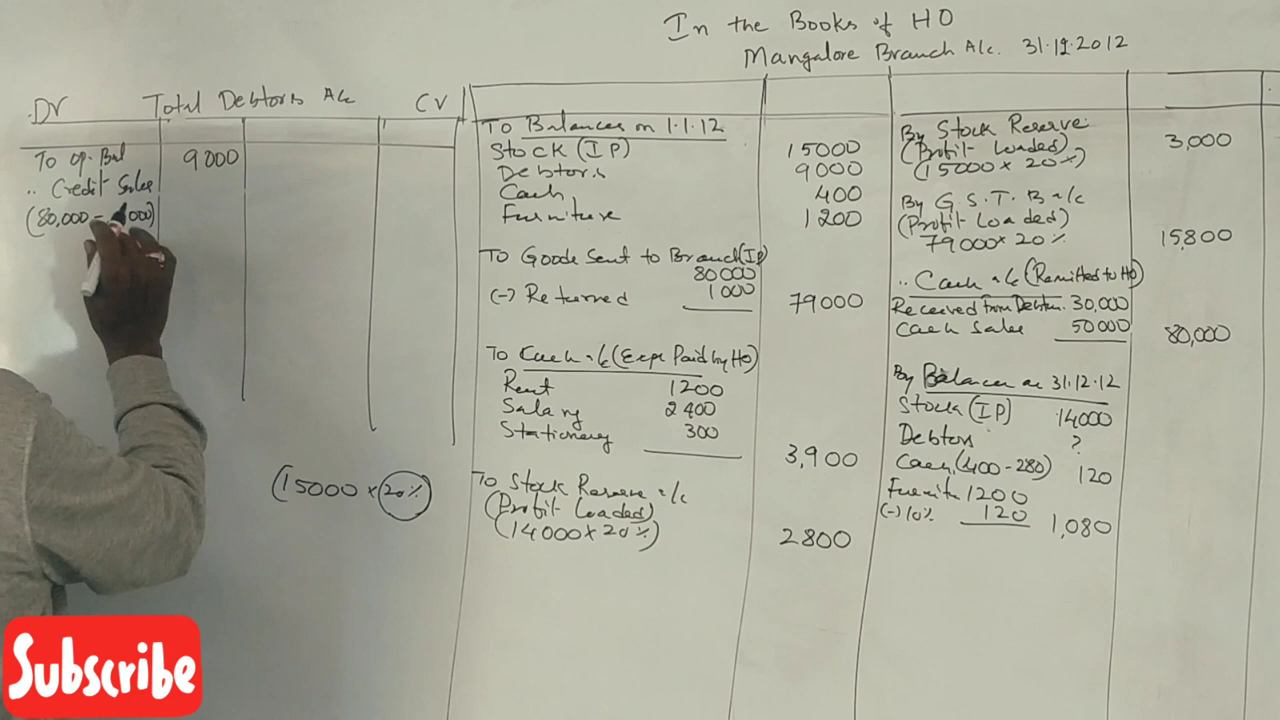 In the Books of HO
Mangalore Branch A/c. 31.12.2012
Dr Total Debtors A/c Cr
To Op. Bal 9000
.. Credit Sales
(80,000 - 000)
(15000 x 20%)
To Balances on 1.1.12
Stock (IP) 15000
Debtors 9000
Cash 400
Furniture 1200
To Goods Sent to Branch (IP)
80000
(-) Returned 1000 79000
To Cash a/c (Exps Paid by HO)
Rent 1200
Salary 2400
Stationery 300
3,900
To Stock Reserve a/c
(Profit Loaded)
(14000 x 20%) 2800
By Stock Reserve
(Profit Loaded) 3,000
(15000 x 20%)
By G.S.T.B a/c
(Profit Loaded)
79000 x 20% 15,800
.. Cash a/c (Remitted to HO)
Received from Debtors 30,000
Cash Sales 50000 80,000
By Balances on 31.12.12
Stock (IP) 14000
Debtors ?
Cash (400-280) 120
Furnitu 1200
(-) 10% 120 1,080
Subscribe